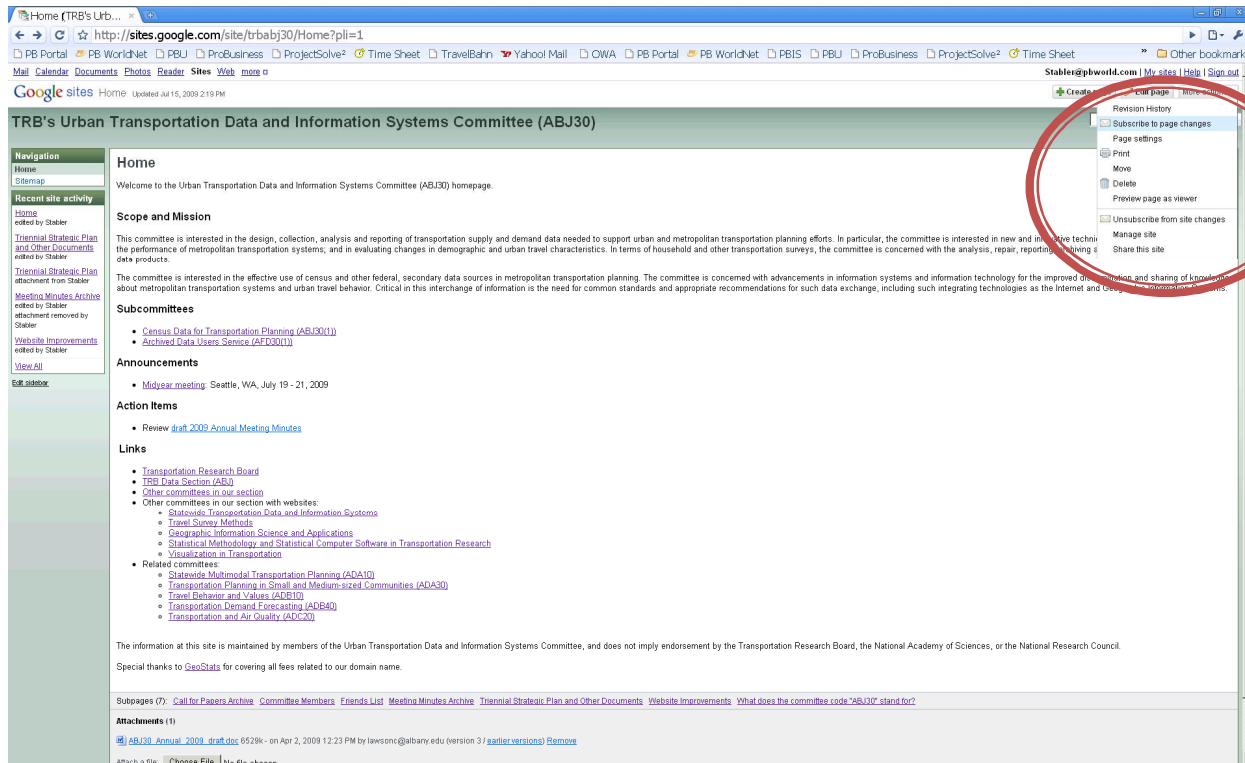 Home (TRB's Urb...
http://sites.google.com/site/trbabj30/Home?pli=1
PB Portal PB WorldNet PBU ProBusiness ProjectSolve² Time Sheet TravelBahn Yahoo! Mail OWA PB Portal PB WorldNet PBIS PBU ProBusiness ProjectSolve² Time Sheet » Other bookmark
Mail Calendar Documents Photos Reader Sites Web more
Stabler@pbworld.com | My sites | Help | Sign out
Google sites Home Updated Jul 15, 2009 2:19 PM
Create Edit page More
TRB's Urban Transportation Data and Information Systems Committee (ABJ30)
Revision History
Subscribe to page changes
Page settings
Print
Move
Delete
Preview page as viewer
Unsubscribe from site changes
Manage site
Share this site
Navigation
Home
Sitemap
Recent site activity
Home
edited by Stabler
Triennial Strategic Plan
and Other Documents
edited by Stabler
Triennial Strategic Plan
attachment from Stabler
Meeting Minutes Archive
edited by Stabler
attachment removed by
Stabler
Website Improvements
edited by Stabler
View All
Edit sidebar
Home
Welcome to the Urban Transportation Data and Information Systems Committee (ABJ30) homepage.
Scope and Mission
This committee is interested in the design, collection, analysis and reporting of transportation supply and demand data needed to support urban and metropolitan transportation planning efforts. In particular, the committee is interested in new and innovative techni
the performance of metropolitan transportation systems; and in evaluating changes in demographic and urban travel characteristics. In terms of household and other transportation surveys, the committee is concerned with the analysis, repair, reporting, archiving a
data products.
The committee is interested in the effective use of census and other federal, secondary data sources in metropolitan transportation planning. The committee is concerned with advancements in information systems and information technology for the improved distribution and sharing of knowledge
about metropolitan transportation systems and urban travel behavior. Critical in this interchange of information is the need for common standards and appropriate recommendations for such data exchange, including such integrating technologies as the Internet and Geographic Information Systems.
Subcommittees
• Census Data for Transportation Planning (ABJ30(1))
• Archived Data Users Service (AFD30(1))
Announcements
• Midyear meeting: Seattle, WA, July 19 - 21, 2009
Action Items
• Review draft 2009 Annual Meeting Minutes
Links
• Transportation Research Board
• TRB Data Section (ABJ)
• Other committees in our section
• Other committees in our section with websites:
Statewide Transportation Data and Information Systems
Travel Survey Methods
Geographic Information Science and Applications
Statistical Methodology and Statistical Computer Software in Transportation Research
Visualization in Transportation
• Related committees:
Statewide Multimodal Transportation Planning (ADA10)
Transportation Planning in Small and Medium-sized Communities (ADA30)
Travel Behavior and Values (ADB10)
Transportation Demand Forecasting (ADB40)
Transportation and Air Quality (ADC20)
The information at this site is maintained by members of the Urban Transportation Data and Information Systems Committee, and does not imply endorsement by the Transportation Research Board, the National Academy of Sciences, or the National Research Council.
Special thanks to GeoStats for covering all fees related to our domain name.
Subpages (7): Call for Papers Archive Committee Members Friends List Meeting Minutes Archive Triennial Strategic Plan and Other Documents Website Improvements What does the committee code "ABJ30" stand for?
Attachments (1)
ABJ30_Annual_2009_draft.doc 6529k - on Apr 2, 2009 12:23 PM by lawsonc@albany.edu (version 3 / earlier versions) Remove
Attach a file: Choose File No file chosen